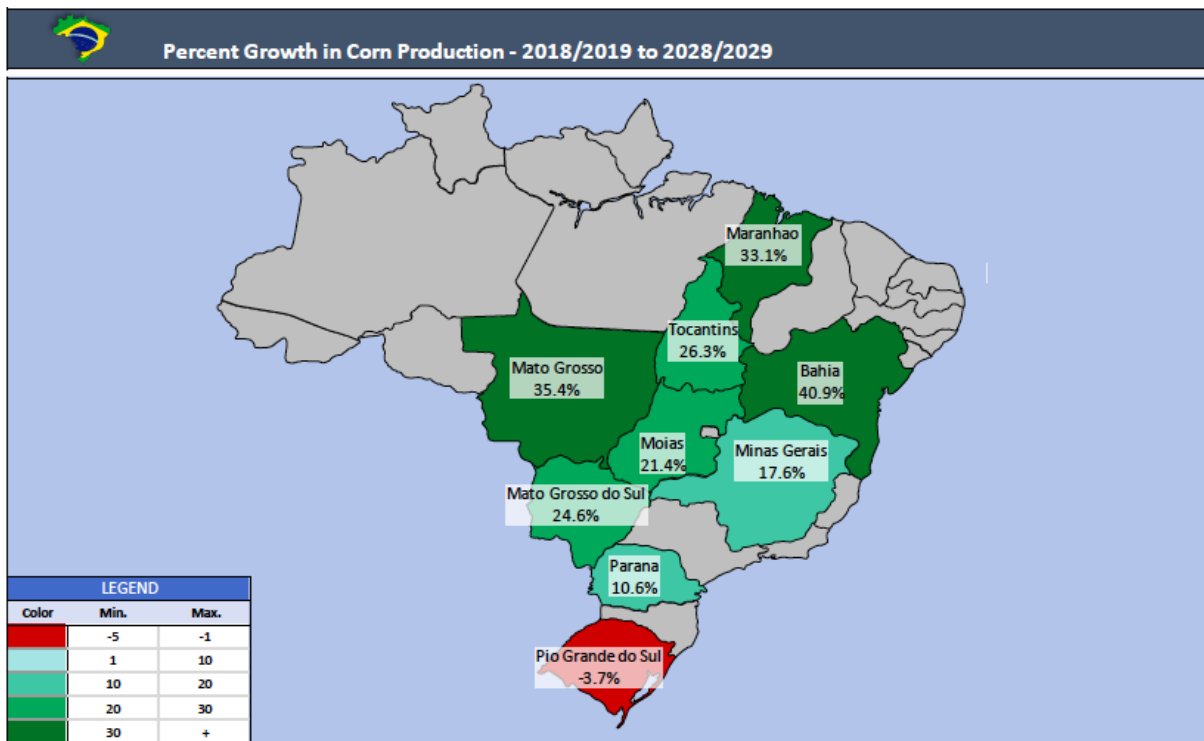 Percent Growth in Corn Production - 2018/2019 to 2028/2029
Maranhao
33.1%
Tocantins
26.3%
Mato Grosso
35.4%
Bahia
40.9%
Moias
21.4%
Minas Gerais
17.6%
Mato Grosso do Sul
24.6%
Parana
10.6%
Pio Grande do Sul
-3.7%
LEGEND
Color Min. Max.
-5 -1
1 10
10 20
20 30
30 +